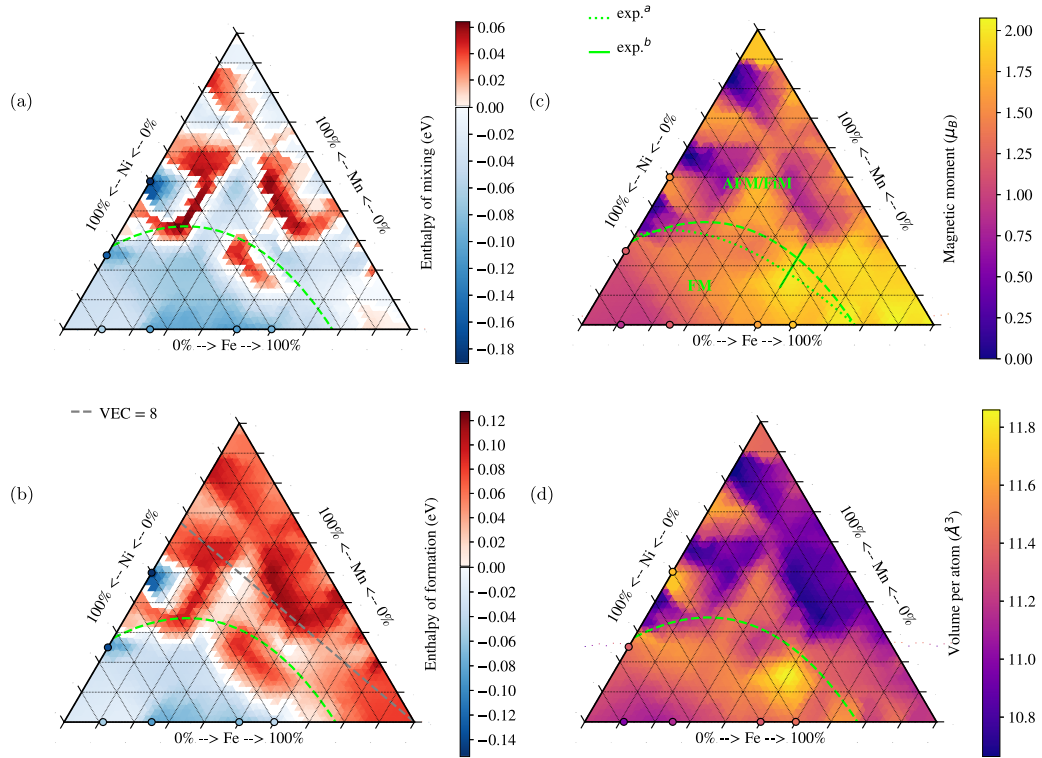 (a)
100% <-- Ni <-- 0%
100% <-- Mn <-- 0%
0% --> Fe --> 100%
0.06
0.04
0.02
0.00
0.00
−0.02
−0.04
−0.06
−0.08
−0.10
−0.12
−0.14
−0.16
−0.18
Enthalpy of mixing (eV)
exp.a
exp.b
(c)
100% <-- Ni <-- 0%
100% <-- Mn <-- 0%
AFM/FIM
FM
0% --> Fe --> 100%
2.00
1.75
1.50
1.25
1.00
0.75
0.50
0.25
0.00
Magnetic moment (μB)
VEC = 8
(b)
100% <-- Ni <-- 0%
100% <-- Mn <-- 0%
0% --> Fe --> 100%
0.12
0.10
0.08
0.06
0.04
0.02
0.00
0.00
−0.02
−0.04
−0.06
−0.08
−0.10
−0.12
−0.14
Enthalpy of formation (eV)
(d)
100% <-- Ni <-- 0%
100% <-- Mn <-- 0%
0% --> Fe --> 100%
11.8
11.6
11.4
11.2
11.0
10.8
Volume per atom (Å3)